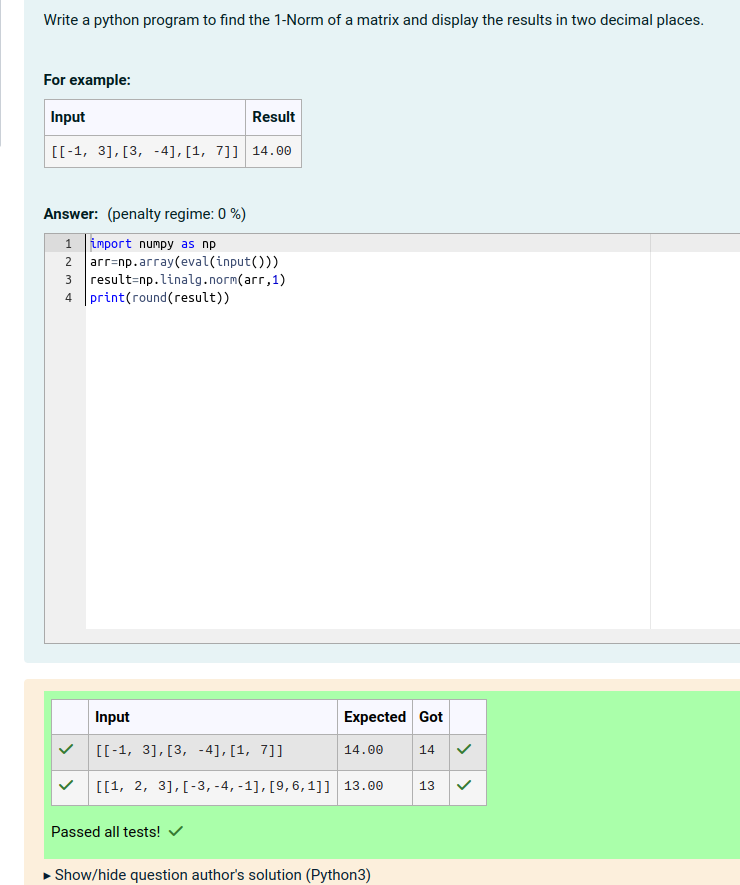 Write a python program to find the 1-Norm of a matrix and display the results in two decimal places.
For example:
Input Result
[[-1, 3],[3, -4],[1, 7]] 14.00
Answer: (penalty regime: 0 %)
1 import numpy as np
2 arr=np.array(eval(input()))
3 result=np.linalg.norm(arr,1)
4 print(round(result))
Input Expected Got
[[-1, 3],[3, -4],[1, 7]] 14.00 14
[[1, 2, 3],[-3,-4,-1],[9,6,1]] 13.00 13
Passed all tests!
Show/hide question author's solution (Python3)